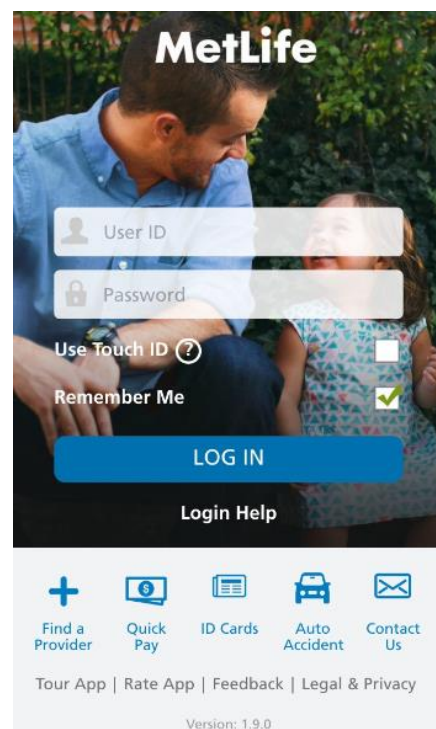 MetLife
User ID
Password
Use Touch ID ?
Remember Me
LOG IN
Login Help
Find a Provider
Quick Pay
ID Cards
Auto Accident
Contact Us
Tour App | Rate App | Feedback | Legal & Privacy
Version: 1.9.0